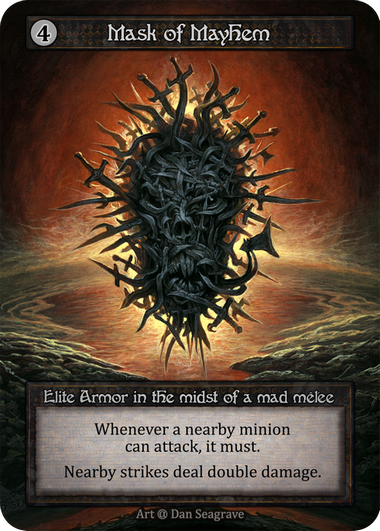 4
Mask of Mayhem
Elite Armor in the midst of a mad mêlée
Whenever a nearby minion
can attack, it must.
Nearby strikes deal double damage.
Art @ Dan Seagrave